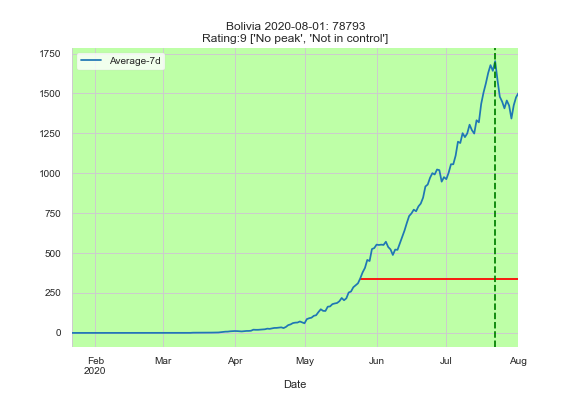 Bolivia 2020-08-01: 78793
Rating:9 ['No peak', 'Not in control']
Average-7d
1750
1500
1250
1000
750
500
250
0
Feb Mar Apr May Jun Jul Aug
2020
Date